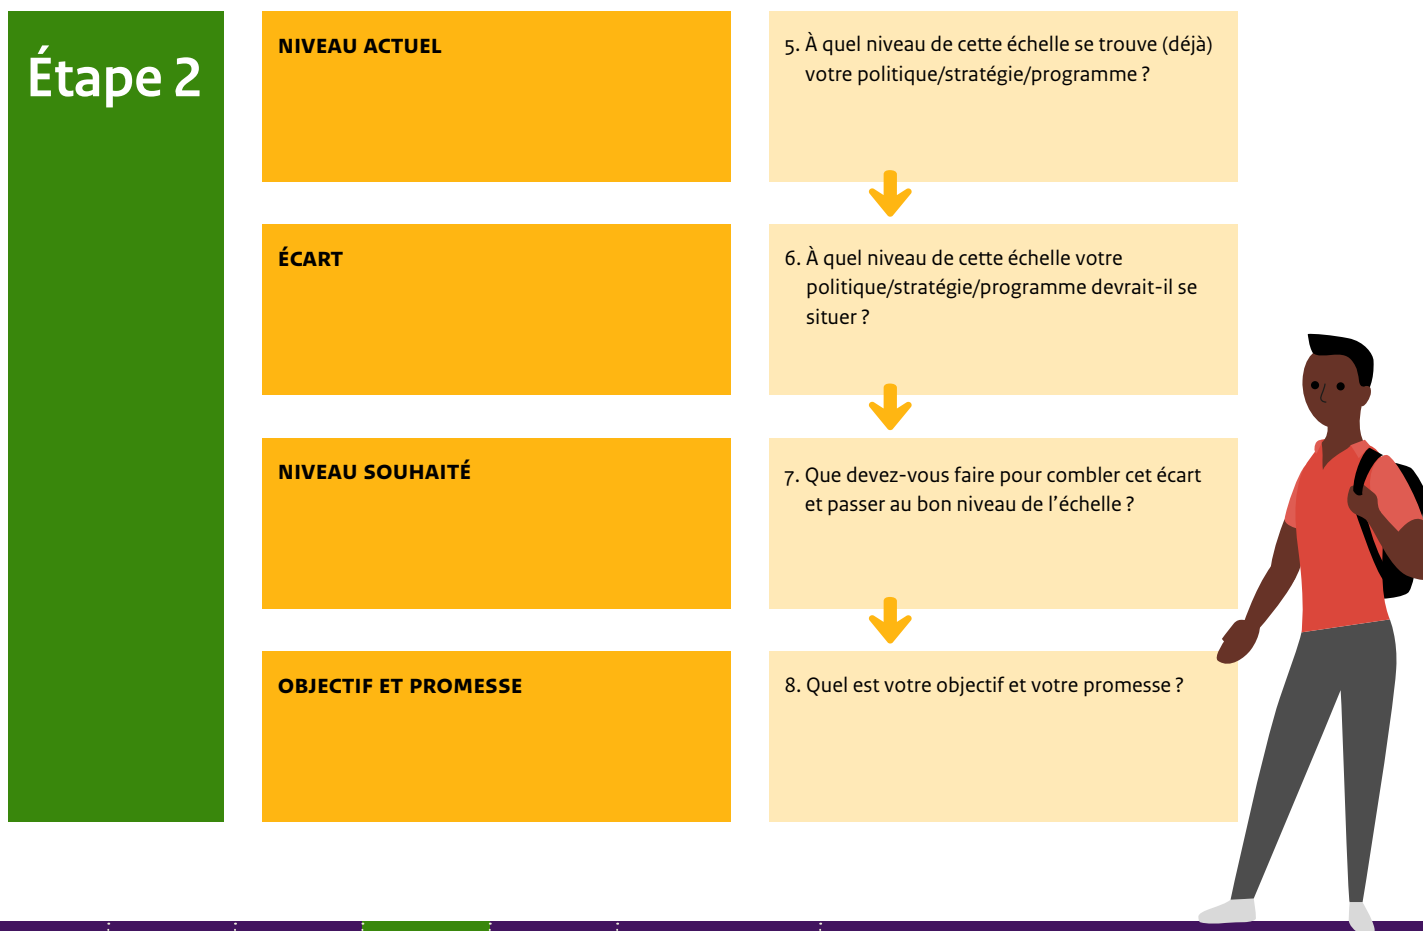 Étape 2
NIVEAU ACTUEL
5. À quel niveau de cette échelle se trouve (déjà)
votre politique/stratégie/programme ?
ÉCART
6. À quel niveau de cette échelle votre
politique/stratégie/programme devrait-il se
situer ?
NIVEAU SOUHAITÉ
7. Que devez-vous faire pour combler cet écart
et passer au bon niveau de l’échelle ?
OBJECTIF ET PROMESSE
8. Quel est votre objectif et votre promesse ?